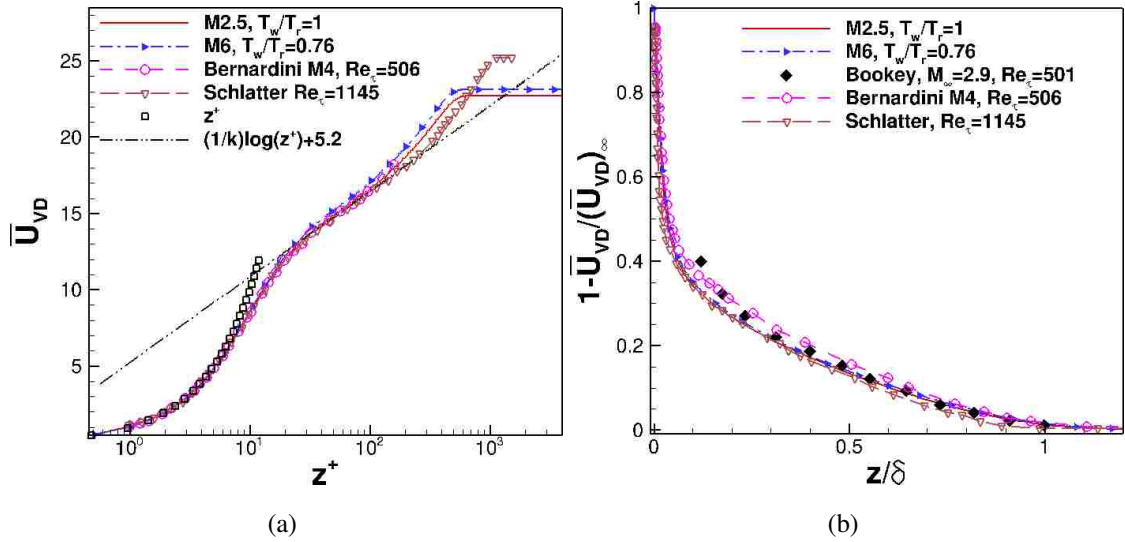 M2.5, T_w/T_r=1
M6, T_w/T_r=0.76
Bernardini M4, Re_τ=506
Schlatter Re_τ=1145
z⁺
(1/k)log(z⁺)+5.2
25
20
15
10
5
U̅_VD
10⁰ 10¹ 10² 10³
z⁺
(a)
M2.5, T_w/T_r=1
M6, T_w/T_r=0.76
Bookey, M_∞=2.9, Re_τ=501
Bernardini M4, Re_τ=506
Schlatter, Re_τ=1145
1
0.8
0.6
0.4
0.2
0
1-U̅_VD/(U̅_VD)_∞
0 0.5 1
z/δ
(b)